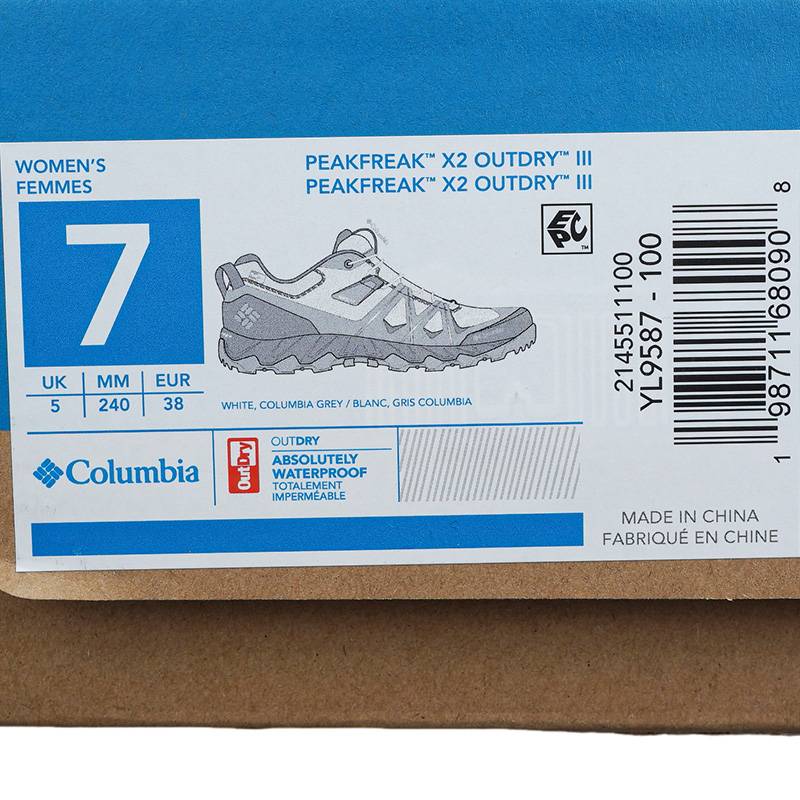 WOMEN'S
FEMMES
PEAKFREAK™ X2 OUTDRY™ III
PEAKFREAK™ X2 OUTDRY™ III
7
EPC™
UK MM EUR
5 240 38
WHITE, COLUMBIA GREY / BLANC, GRIS COLUMBIA
Columbia
OutDry
OUTDRY
ABSOLUTELY
WATERPROOF
TOTALEMENT
IMPERMÉABLE
2145511100
YL9587 - 100
1 98711 68090 8
MADE IN CHINA
FABRIQUÉ EN CHINE